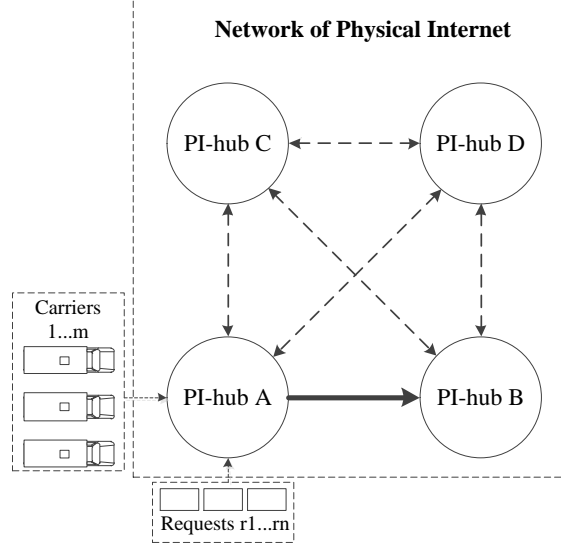 Network of Physical Internet
PI-hub C
PI-hub D
Carriers
1...m
PI-hub A
PI-hub B
Requests r1...rn